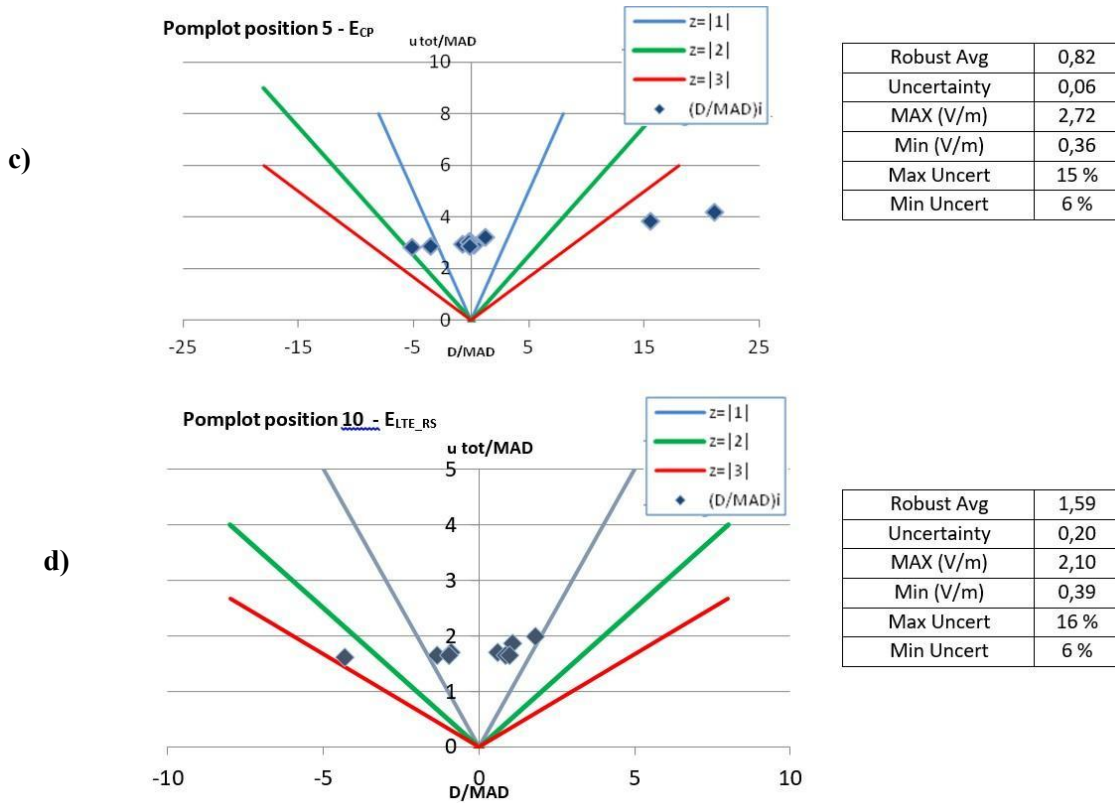 c)
Pomplot position 5 - ECP
u tot/MAD
10
8
6
4
2
0
-25
-15
-5
5
15
25
D/MAD
z=|1|
z=|2|
z=|3|
(D/MAD)i
Robust Avg 0,82
Uncertainty 0,06
MAX (V/m) 2,72
Min (V/m) 0,36
Max Uncert 15 %
Min Uncert 6 %
d)
Pomplot position 10 - ELTE_RS
u tot/MAD
5
4
3
2
1
0
-10
-5
0
5
10
D/MAD
z=|1|
z=|2|
z=|3|
(D/MAD)i
Robust Avg 1,59
Uncertainty 0,20
MAX (V/m) 2,10
Min (V/m) 0,39
Max Uncert 16 %
Min Uncert 6 %